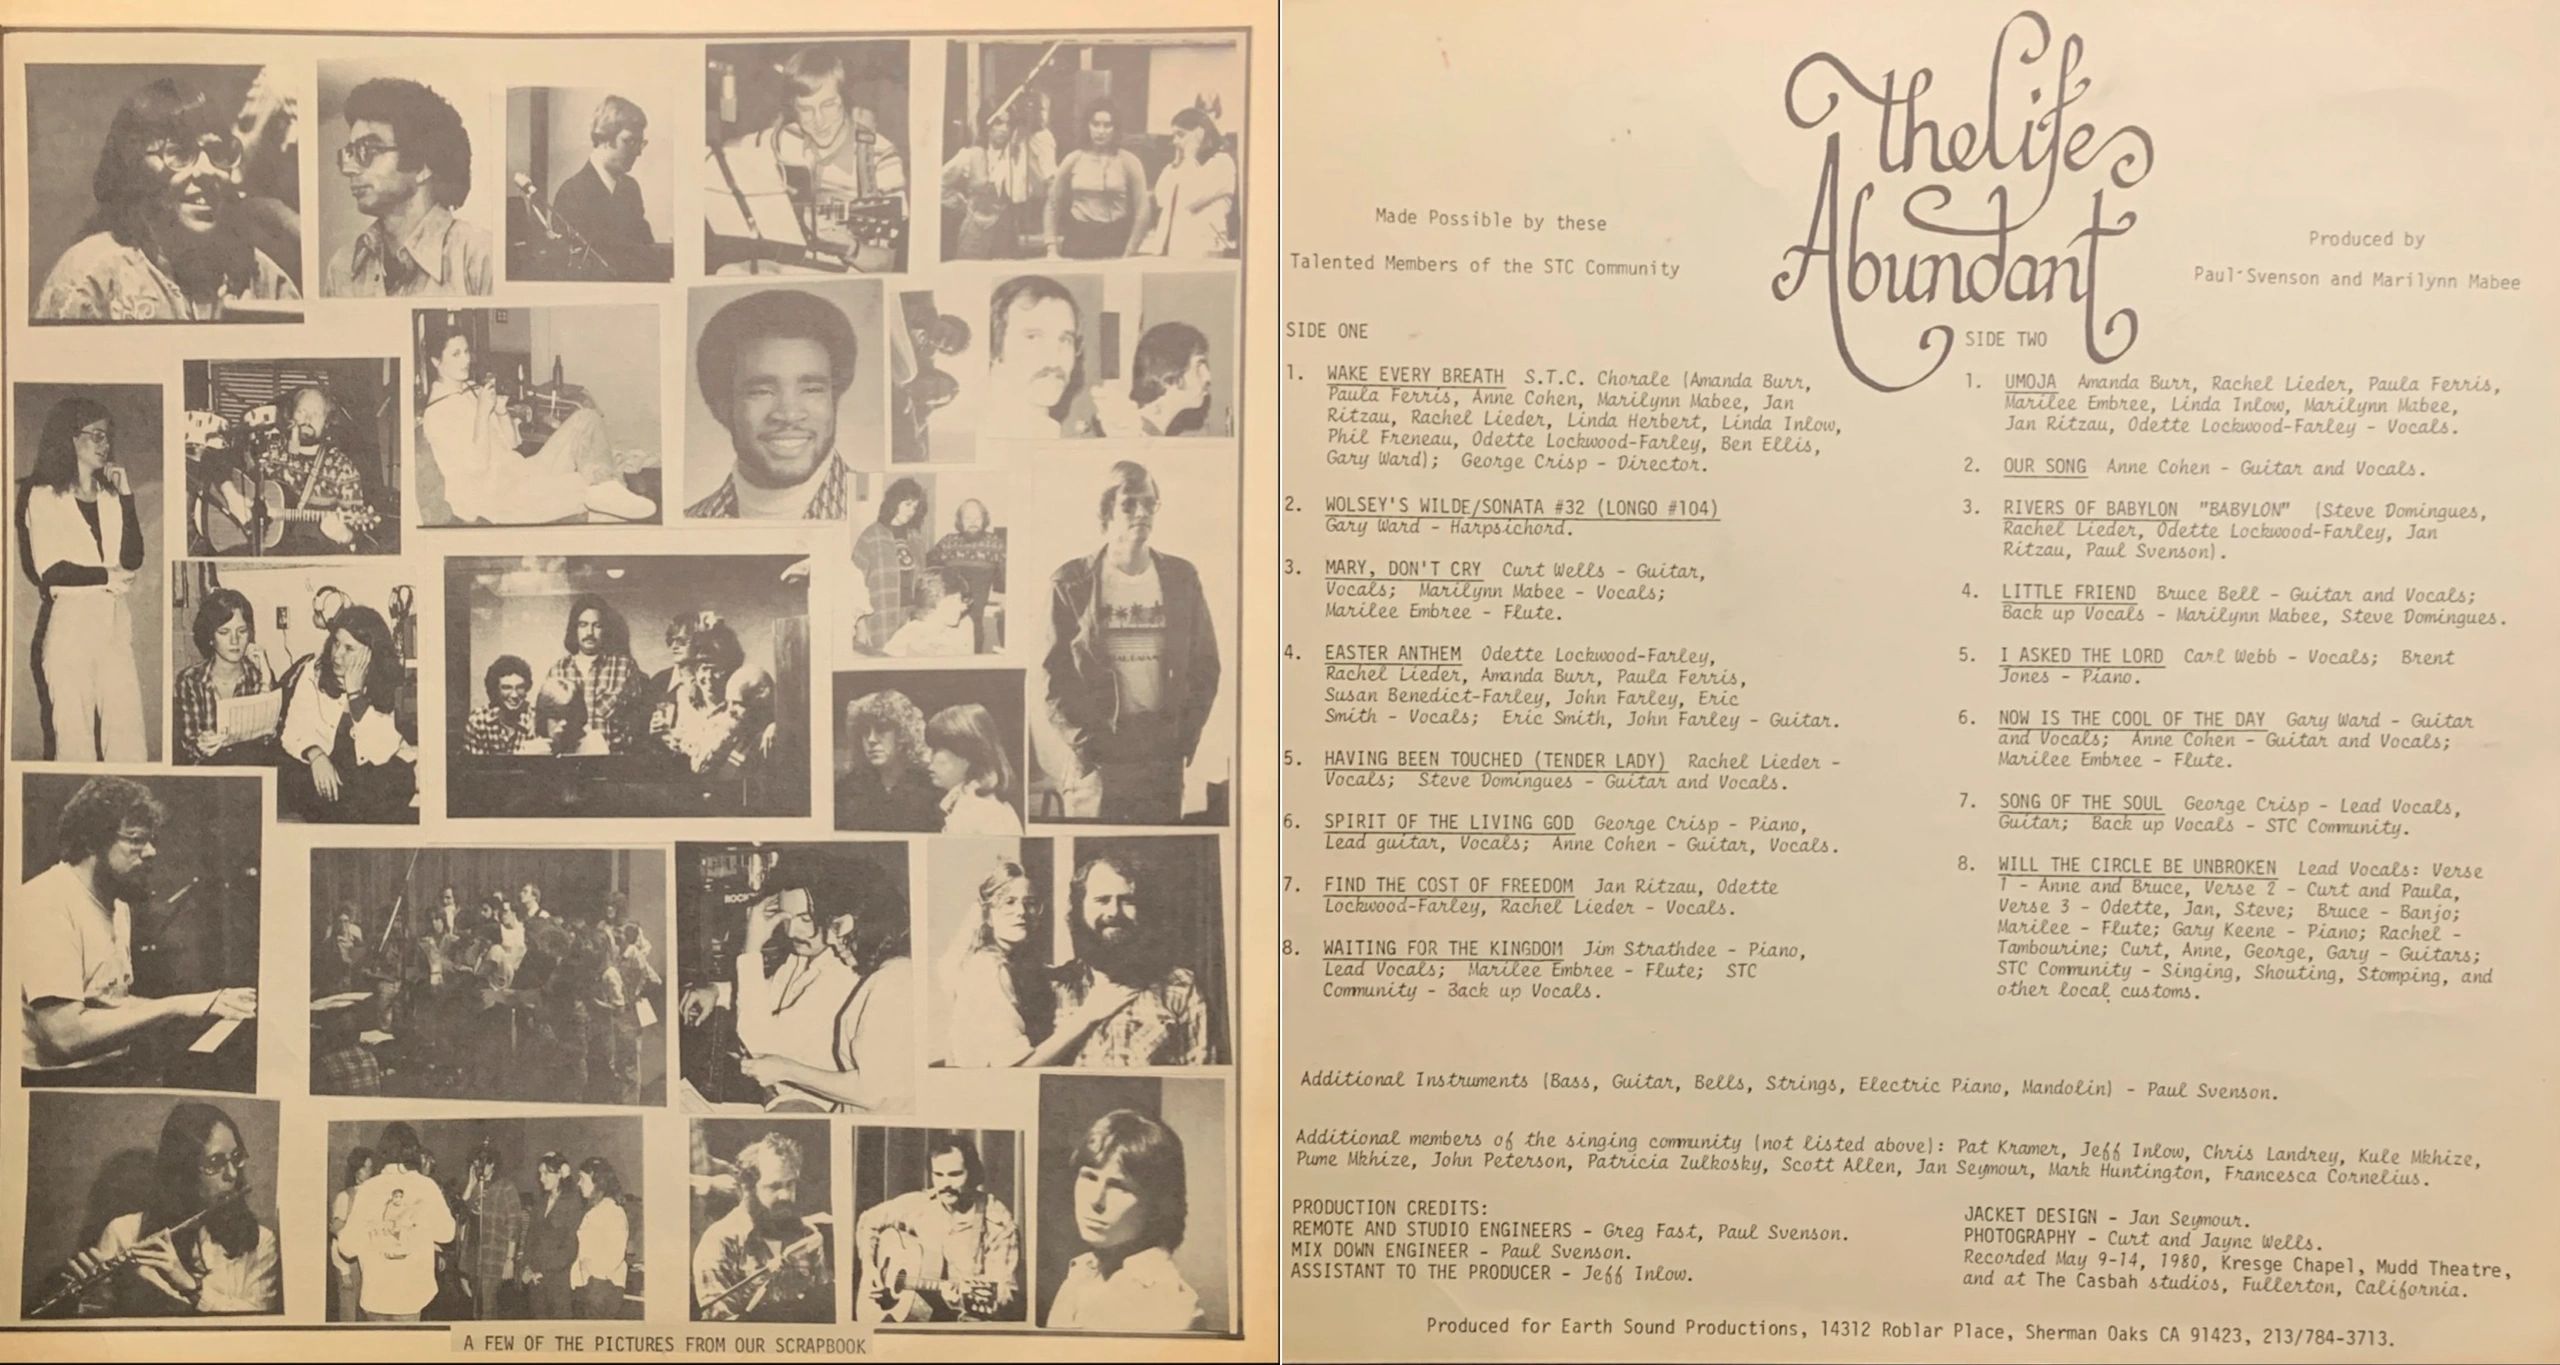 ROCK
A FEW OF THE PICTURES FROM OUR SCRAPBOOK
The Life
Abundant
Made Possible by these
Talented Members of the STC Community
Produced by
Paul Svenson and Marilynn Mabee
SIDE ONE
1. WAKE EVERY BREATH S.T.C. Chorale (Amanda Burr,
Paula Ferris, Anne Cohen, Marilynn Mabee, Jan
Ritzau, Rachel Lieder, Linda Herbert, Linda Inlow,
Phil Freneau, Odette Lockwood-Farley, Ben Ellis,
Gary Ward); George Crisp - Director.
2. WOLSEY'S WILDE/SONATA #32 (LONGO #104)
Gary Ward - Harpsichord.
3. MARY, DON'T CRY Curt Wells - Guitar,
Vocals; Marilynn Mabee - Vocals;
Marilee Embree - Flute.
4. EASTER ANTHEM Odette Lockwood-Farley,
Rachel Lieder, Amanda Burr, Paula Ferris,
Susan Benedict-Farley, John Farley, Eric
Smith - Vocals; Eric Smith, John Farley - Guitar.
5. HAVING BEEN TOUCHED (TENDER LADY) Rachel Lieder -
Vocals; Steve Domingues - Guitar and Vocals.
6. SPIRIT OF THE LIVING GOD George Crisp - Piano,
Lead guitar, Vocals; Anne Cohen - Guitar, Vocals.
7. FIND THE COST OF FREEDOM Jan Ritzau, Odette
Lockwood-Farley, Rachel Lieder - Vocals.
8. WAITING FOR THE KINGDOM Jim Strathdee - Piano,
Lead Vocals; Marilee Embree - Flute; STC
Community - Back up Vocals.
SIDE TWO
1. UMOJA Amanda Burr, Rachel Lieder, Paula Ferris,
Marilee Embree, Linda Inlow, Marilynn Mabee,
Jan Ritzau, Odette Lockwood-Farley - Vocals.
2. OUR SONG Anne Cohen - Guitar and Vocals.
3. RIVERS OF BABYLON "BABYLON" (Steve Domingues,
Rachel Lieder, Odette Lockwood-Farley, Jan
Ritzau, Paul Svenson).
4. LITTLE FRIEND Bruce Bell - Guitar and Vocals;
Back up Vocals - Marilynn Mabee, Steve Domingues.
5. I ASKED THE LORD Carl Webb - Vocals; Brent
Jones - Piano.
6. NOW IS THE COOL OF THE DAY Gary Ward - Guitar
and Vocals; Anne Cohen - Guitar and Vocals;
Marilee Embree - Flute.
7. SONG OF THE SOUL George Crisp - Lead Vocals,
Guitar; Back up Vocals - STC Community.
8. WILL THE CIRCLE BE UNBROKEN Lead Vocals: Verse
1 - Anne and Bruce, Verse 2 - Curt and Paula,
Verse 3 - Odette, Jan, Steve; Bruce - Banjo;
Marilee - Flute; Gary Keene - Piano; Rachel -
Tambourine; Curt, Anne, George, Gary - Guitars;
STC Community - Singing, Shouting, Stomping, and
other local customs.
Additional Instruments (Bass, Guitar, Bells, Strings, Electric Piano, Mandolin) - Paul Svenson.
Additional members of the singing community (not listed above): Pat Kramer, Jeff Inlow, Chris Landrey, Kule Mkhize,
Pume Mkhize, John Peterson, Patricia Zulkosky, Scott Allen, Jan Seymour, Mark Huntington, Francesca Cornelius.
PRODUCTION CREDITS:
REMOTE AND STUDIO ENGINEERS - Greg Fast, Paul Svenson.
MIX DOWN ENGINEER - Paul Svenson.
ASSISTANT TO THE PRODUCER - Jeff Inlow.
JACKET DESIGN - Jan Seymour.
PHOTOGRAPHY - Curt and Jayne Wells.
Recorded May 9-14, 1980, Kresge Chapel, Mudd Theatre,
and at The Casbah studios, Fullerton, California.
Produced for Earth Sound Productions, 14312 Roblar Place, Sherman Oaks CA 91423, 213/784-3713.